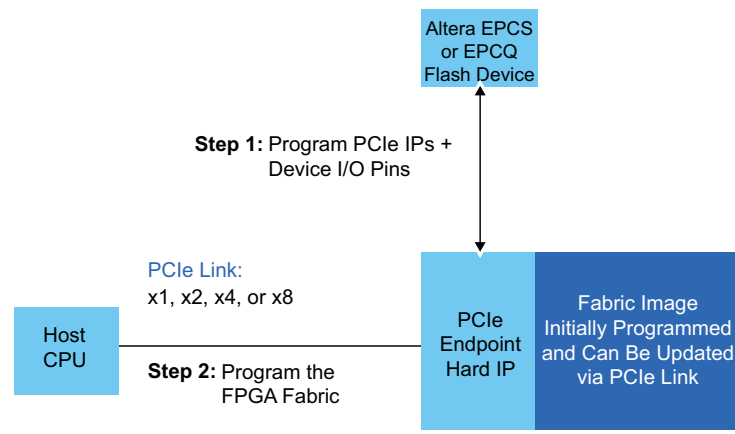 Altera EPCS
or EPCQ
Flash Device
Step 1: Program PCIe IPs +
Device I/O Pins
PCIe Link:
x1, x2, x4, or x8
Host
CPU
Step 2: Program the
FPGA Fabric
PCIe
Endpoint
Hard IP
Fabric Image
Initially Programmed
and Can Be Updated
via PCIe Link